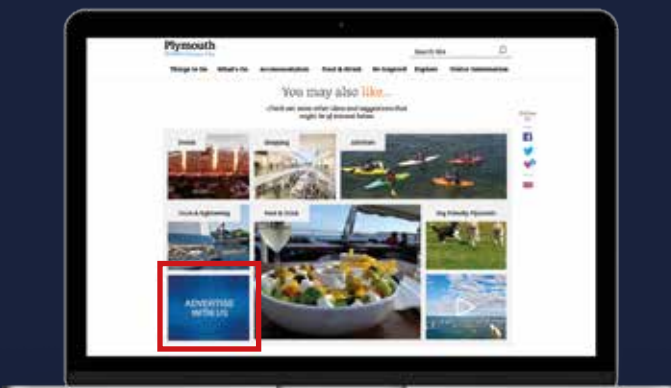 Plymouth
Search site
Things to Do What's On Accommodation Food & Drink Be Inspired Explore Visitor Information
You may also like...
Check out some other ideas and suggestions that
might be of interest below.
Events
Shopping
Activities
Food & Drink
Dog Friendly Plymouth
ADVERTISE
WITH US